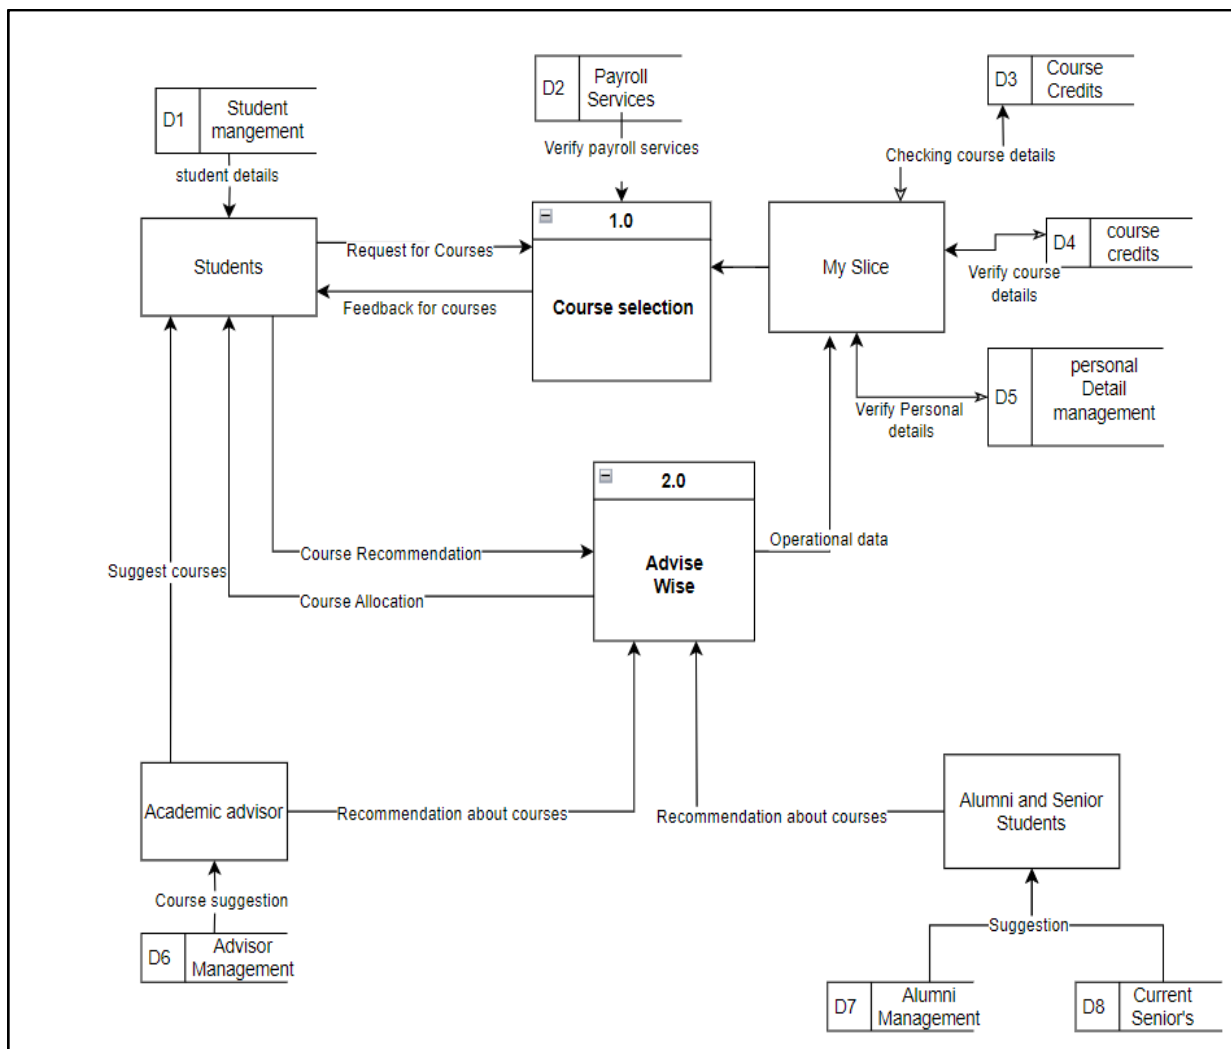 D1
Student
mangement
student details
D2
Payroll
Services
Verify payroll services
D3
Course
Credits
Checking course details
Students
Request for Courses
Feedback for courses
1.0
Course selection
My Slice
D4
course
credits
Verify course
details
D5
personal
Detail
management
Verify Personal
details
2.0
Advise
Wise
Operational data
Course Recommendation
Course Allocation
Suggest courses
Academic advisor
Recommendation about courses
Recommendation about courses
Alumni and Senior
Students
Course suggestion
D6
Advisor
Management
Suggestion
D7
Alumni
Management
D8
Current
Senior's